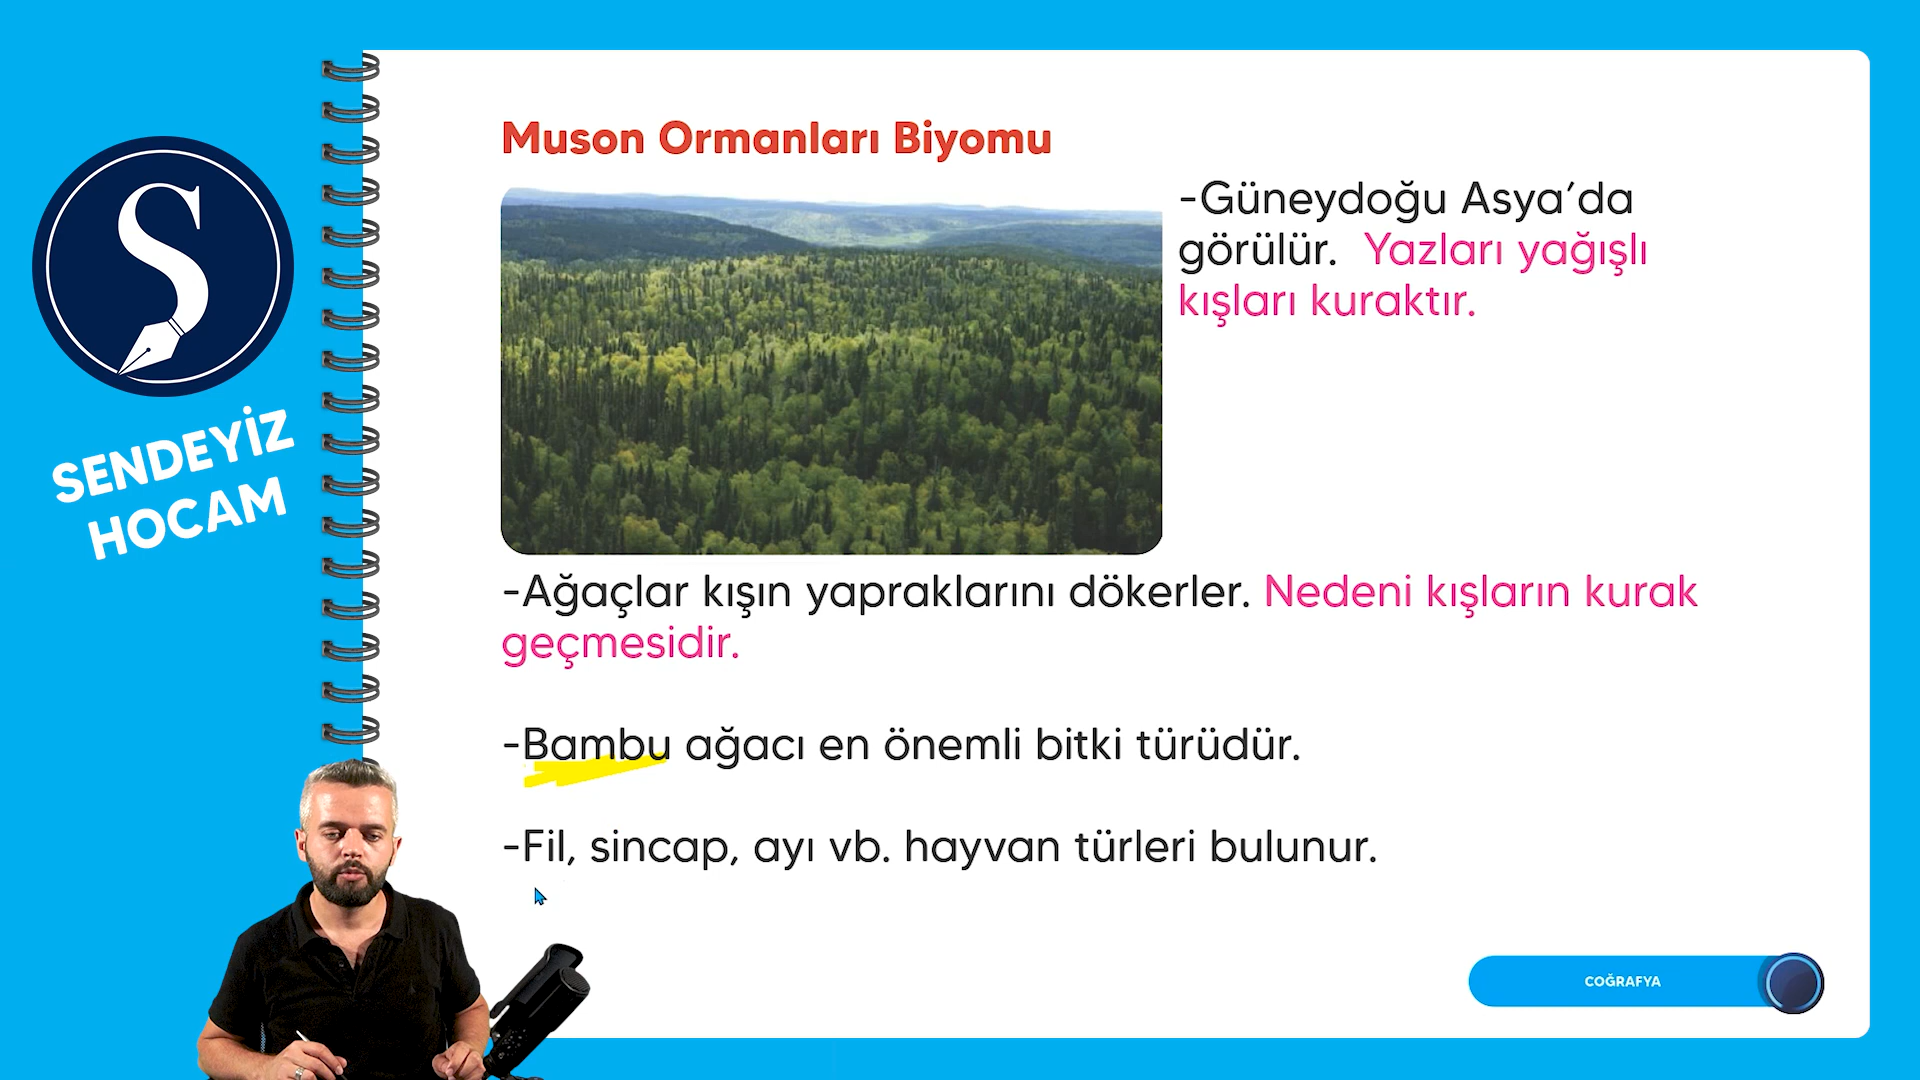 SENDEYİZ
HOCAM
Muson Ormanları Biyomu
-Güneydoğu Asya’da
görülür. Yazları yağışlı
kışları kuraktır.
-Ağaçlar kışın yapraklarını dökerler. Nedeni kışların kurak
geçmesidir.
-Bambu ağacı en önemli bitki türüdür.
-Fil, sincap, ayı vb. hayvan türleri bulunur.
COĞRAFYA